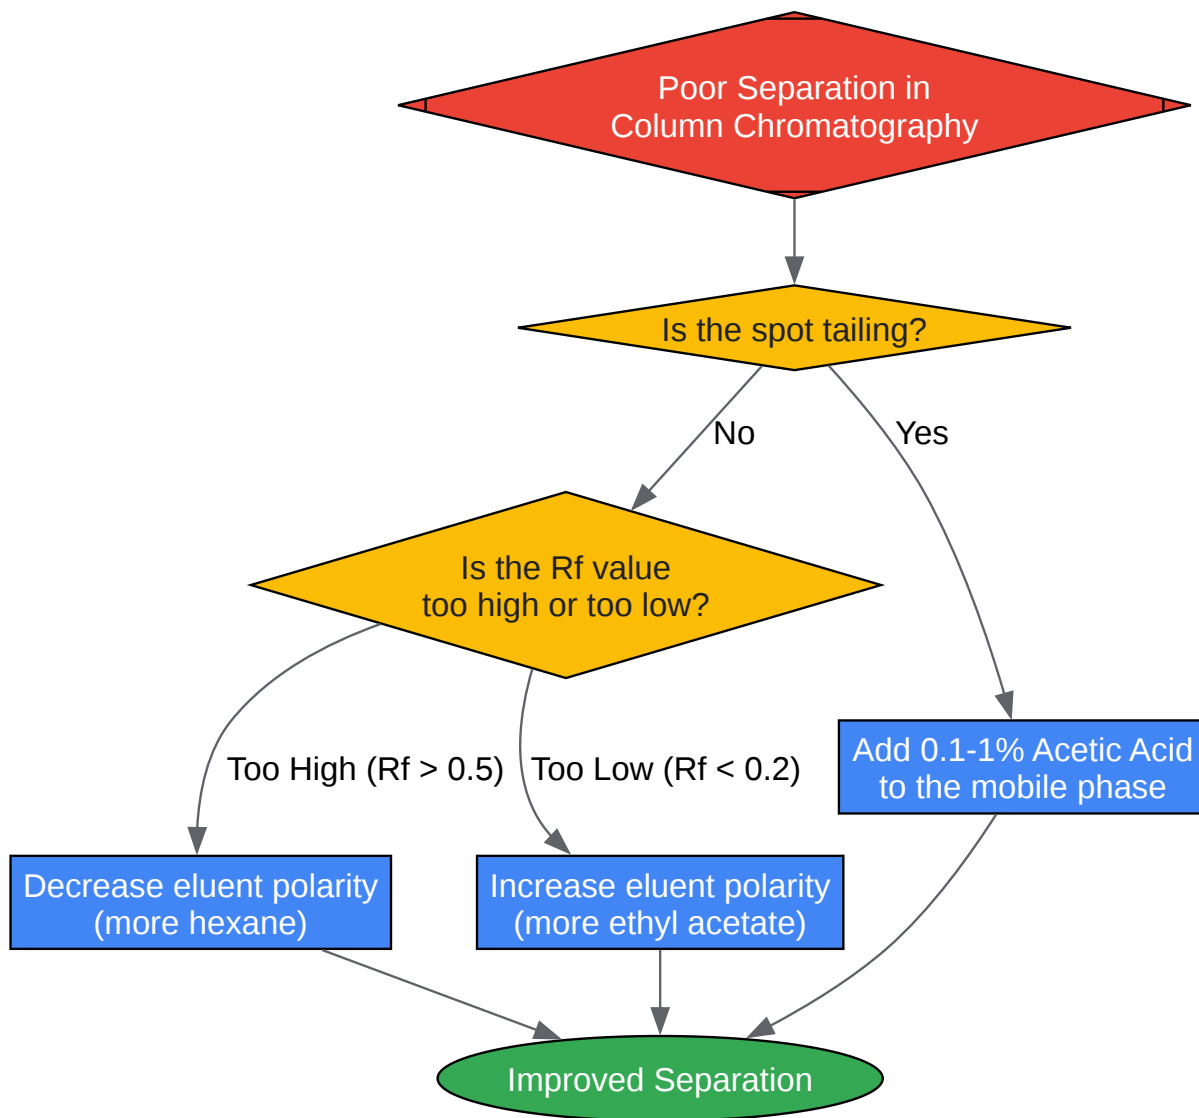 Poor Separation in
Column Chromatography
Is the spot tailing?
No
Yes
Is the Rf value
too high or too low?
Too High (Rf > 0.5)
Too Low (Rf < 0.2)
Add 0.1-1% Acetic Acid
to the mobile phase
Decrease eluent polarity
(more hexane)
Increase eluent polarity
(more ethyl acetate)
Improved Separation